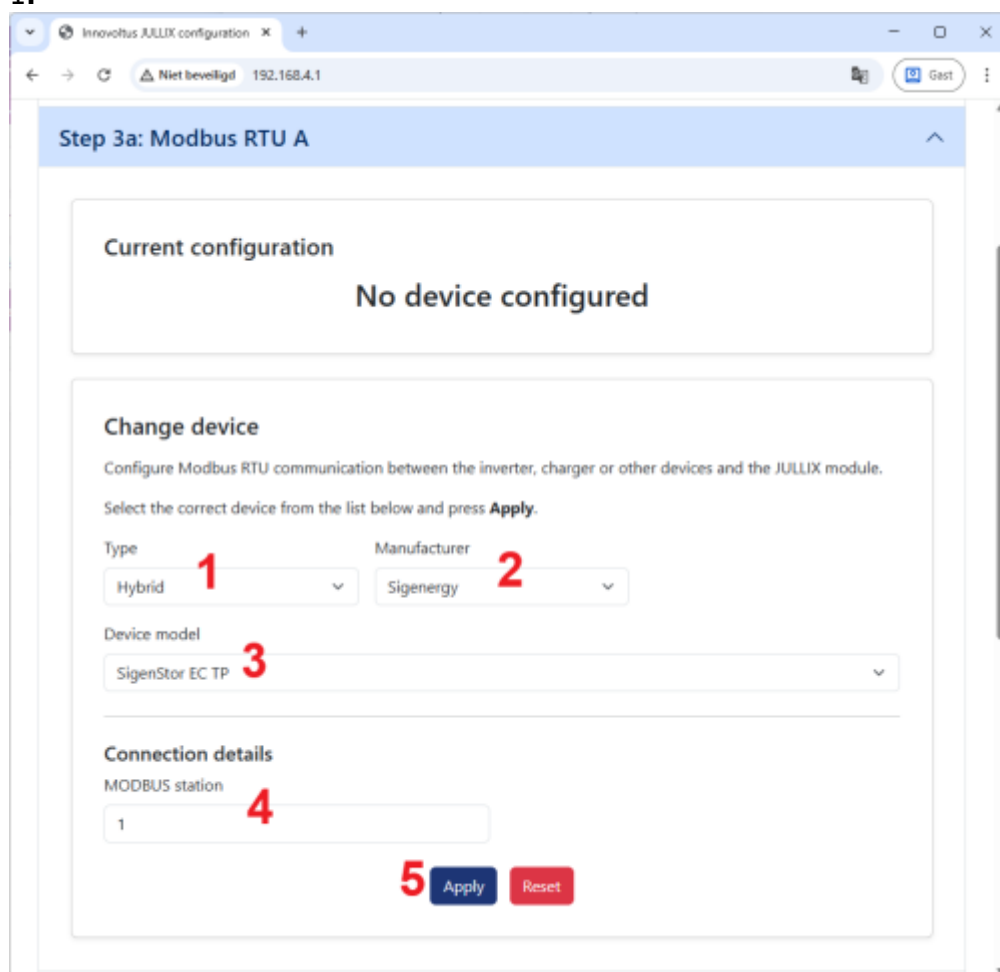 1.
Innovoltus JULLIX configuration
Niet beveiligd 192.168.4.1 Gast
Step 3a: Modbus RTU A
Current configuration
No device configured
Change device
Configure Modbus RTU communication between the inverter, charger or other devices and the JULLIX module.
Select the correct device from the list below and press Apply.
Type Manufacturer
1 2
Hybrid Sigenergy
Device model
3
SigenStor EC TP
Connection details
MODBUS station
4
1
5 Apply Reset